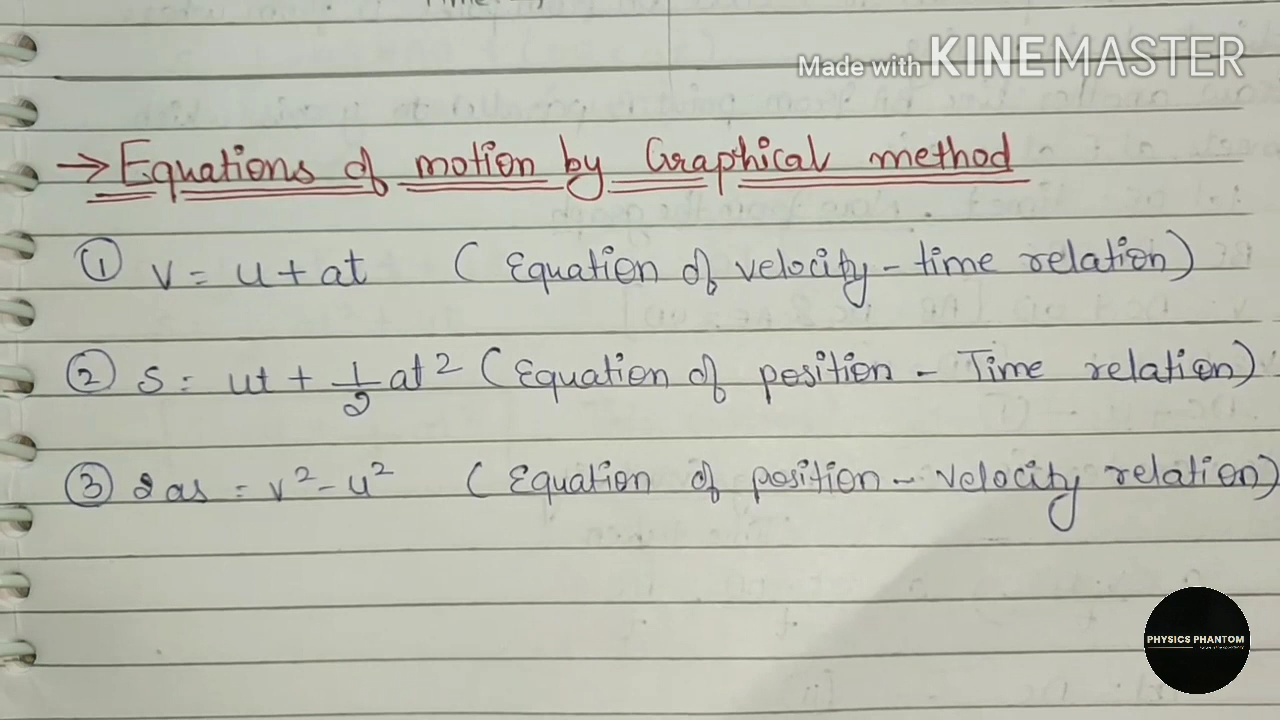 Made with KINEMASTER
→ Equations of motion by Graphical method
① v = u + at ( Equation of velocity - time relation)
② s = ut + 1/2 at² (Equation of position - Time relation)
③ 2as = v² - u² ( Equation of position - velocity relation)
PHYSICS PHANTOM